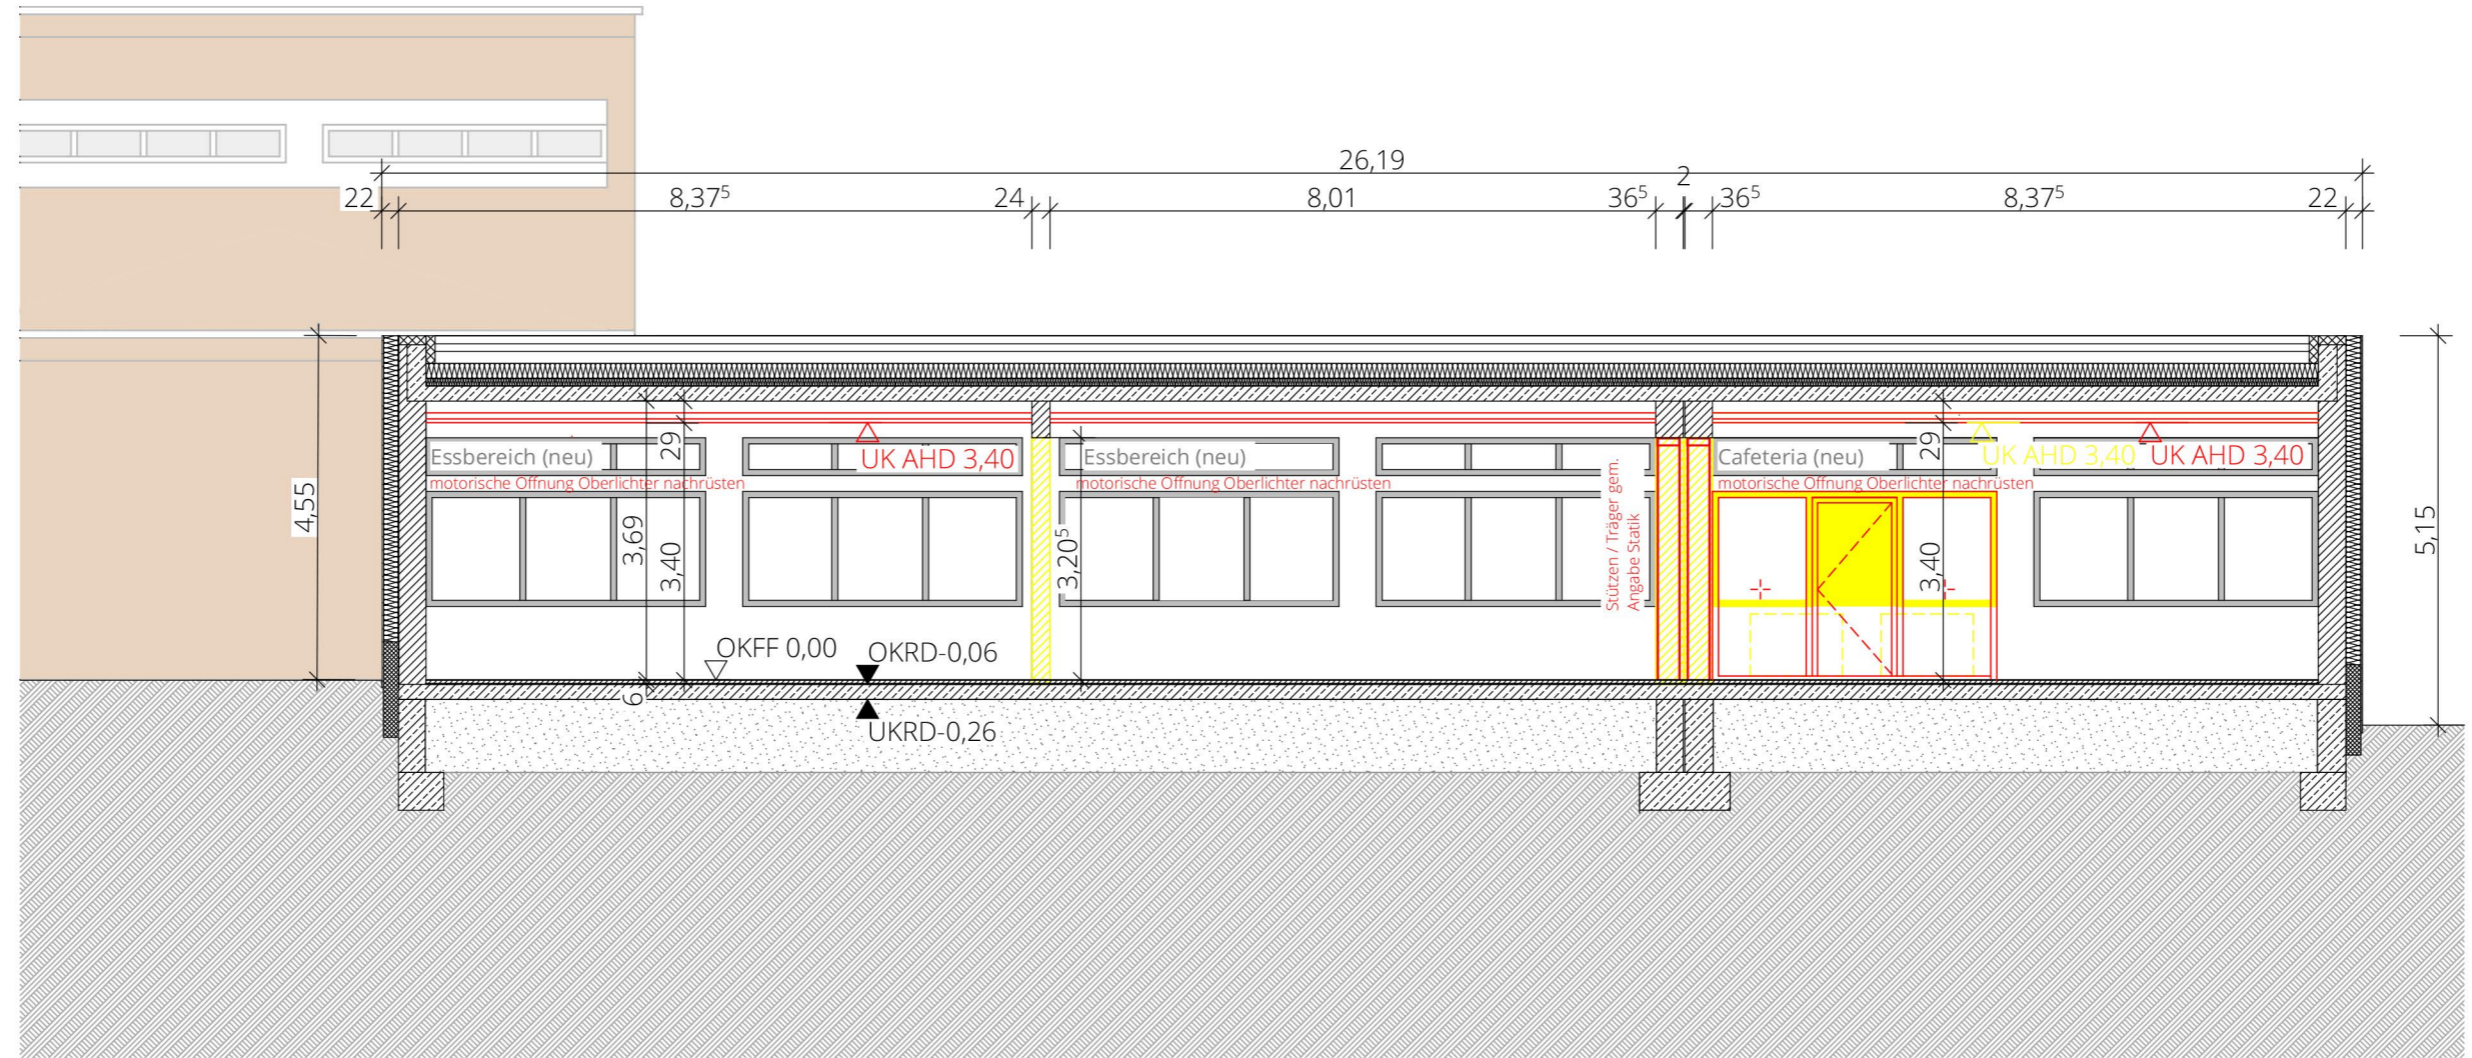 26,19
22
8,37⁵
24
8,01
36⁵
2
36⁵
8,37⁵
22
Essbereich (neu)
29
UK AHD 3,40
Essbereich (neu)
Cafeteria (neu)
29
UK AHD 3,40
UK AHD 3,40
motorische Öffnung Oberlichter nachrüsten
motorische Öffnung Oberlichter nachrüsten
motorische Öffnung Oberlichter nachrüsten
4,55
3,69
3,40
3,20⁵
Stützen / Träger gem.
Angabe Statik
3,40
5,15
OKFF 0,00
OKRD-0,06
6
UKRD-0,26